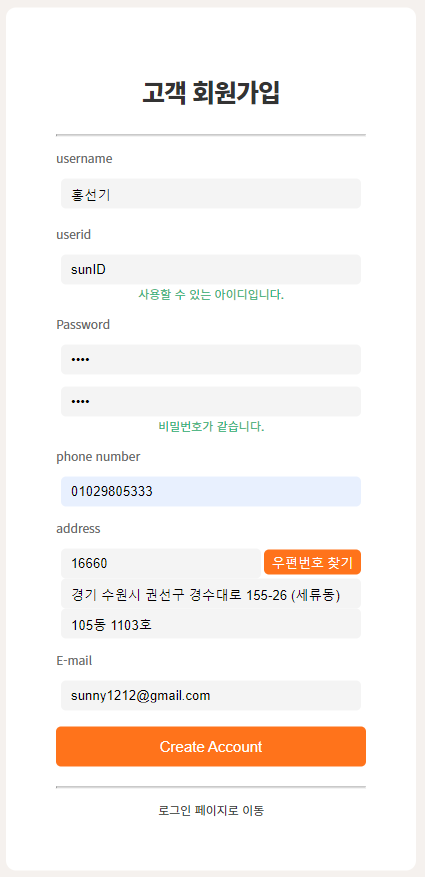 고객 회원가입
username
홍선기
userid
sunID
사용할 수 있는 아이디입니다.
Password
••••
••••
비밀번호가 같습니다.
phone number
01029805333
address
16660 우편번호 찾기
경기 수원시 권선구 경수대로 155-26 (세류동)
105동 1103호
E-mail
sunny1212@gmail.com
Create Account
로그인 페이지로 이동